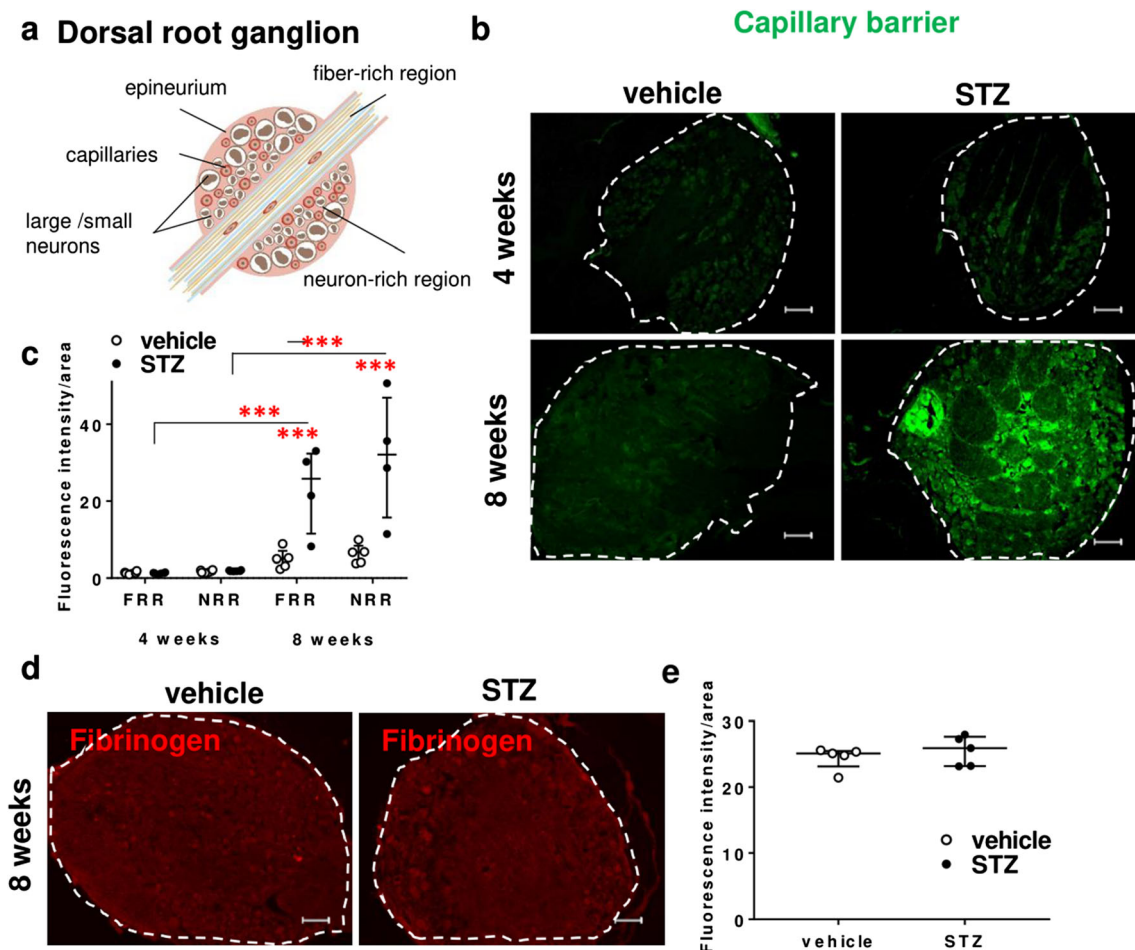 a Dorsal root ganglion
fiber-rich region
epineurium
capillaries
large /small
neurons
neuron-rich region
b
Capillary barrier
vehicle
STZ
4 weeks
8 weeks
c
vehicle
STZ
***
***
***
***
Fluorescence intensity/area
40
20
0
FRR
NRR
FRR
NRR
4 weeks
8 weeks
d
vehicle
STZ
Fibrinogen
Fibrinogen
8 weeks
e
Fluorescence intensity/area
30
20
10
0
vehicle
STZ
vehicle
STZ